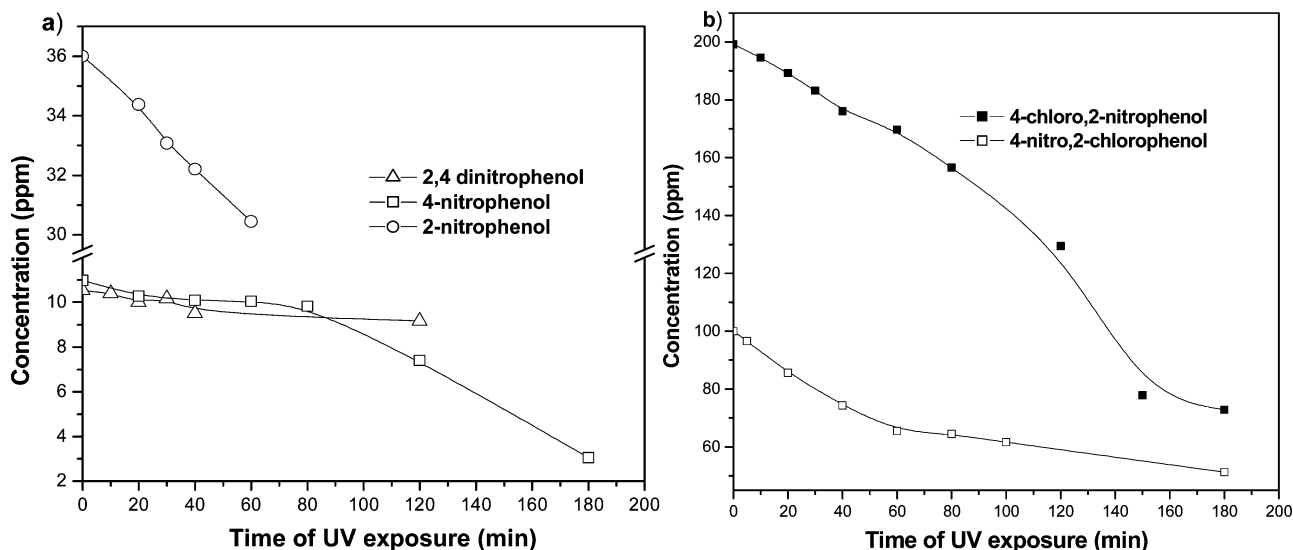 a)
36
34
32
30
10
8
6
4
2
0 20 40 60 80 100 120 140 160 180 200
Concentration (ppm)
Time of UV exposure (min)
2,4 dinitrophenol
4-nitrophenol
2-nitrophenol
b)
200
180
160
140
120
100
80
60
0 20 40 60 80 100 120 140 160 180 200
Concentration (ppm)
Time of UV exposure (min)
4-chloro,2-nitrophenol
4-nitro,2-chlorophenol